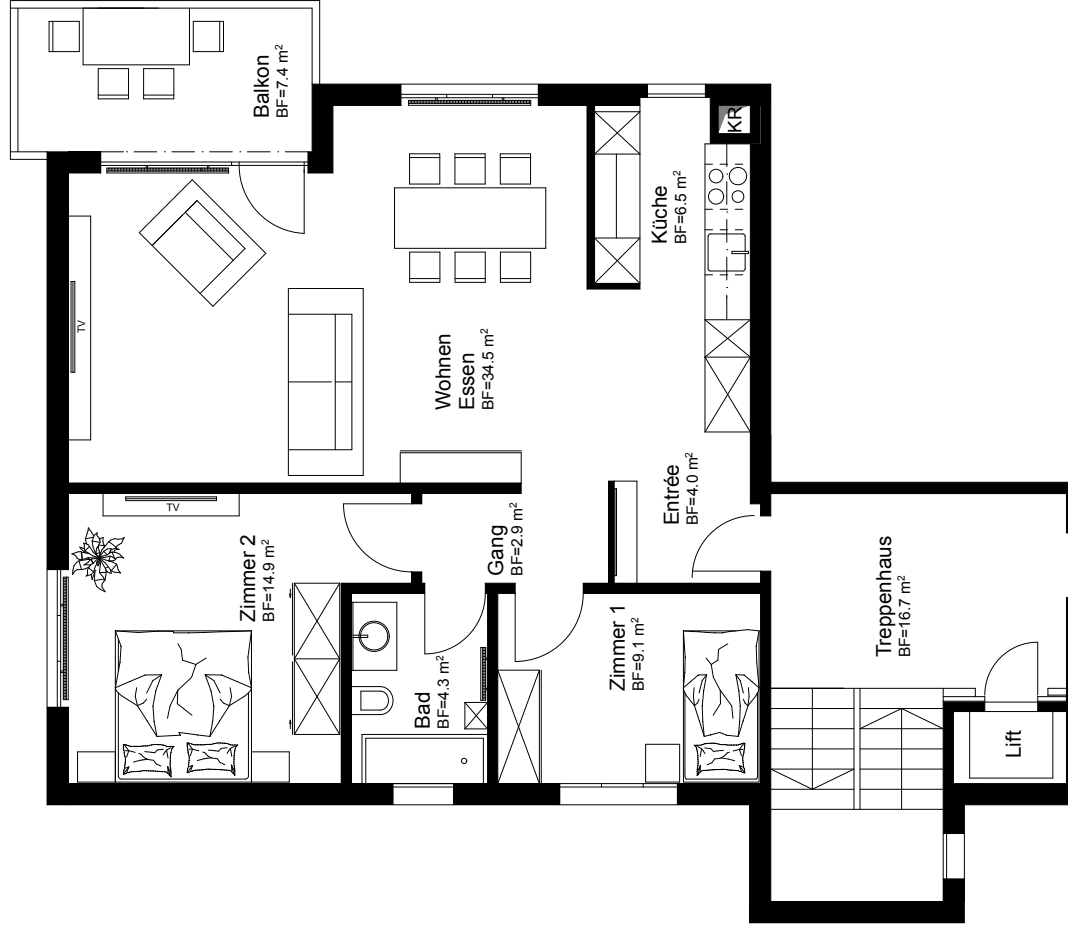 Balkon
BF=7.4 m²
KR
Küche
BF=6.5 m²
TV
Wohnen
Essen
BF=34.5 m²
Entrée
BF=4.0 m²
TV
Gang
BF=2.9 m²
Zimmer 2
BF=14.9 m²
Treppenhaus
BF=16.7 m²
Zimmer 1
BF=9.1 m²
Bad
BF=4.3 m²
Lift